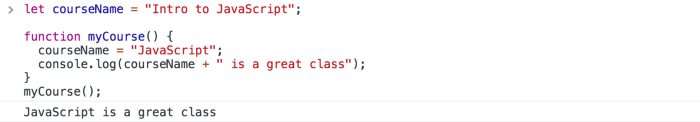 let courseName = "Intro to JavaScript";
function myCourse() {
  courseName = "JavaScript";
  console.log(courseName + " is a great class");
}
myCourse();
JavaScript is a great class